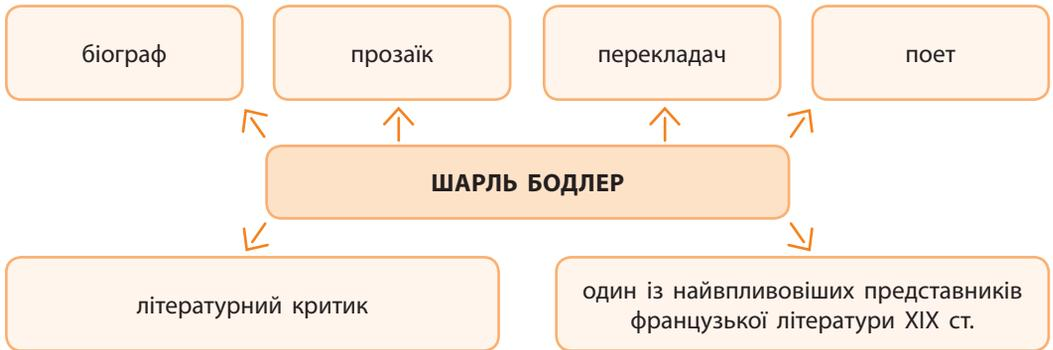 біограф
прозаїк
перекладач
поет
ШАРЛЬ БОДЛЕР
літературний критик
один із найвпливовіших представників
французької літератури XIX ст.